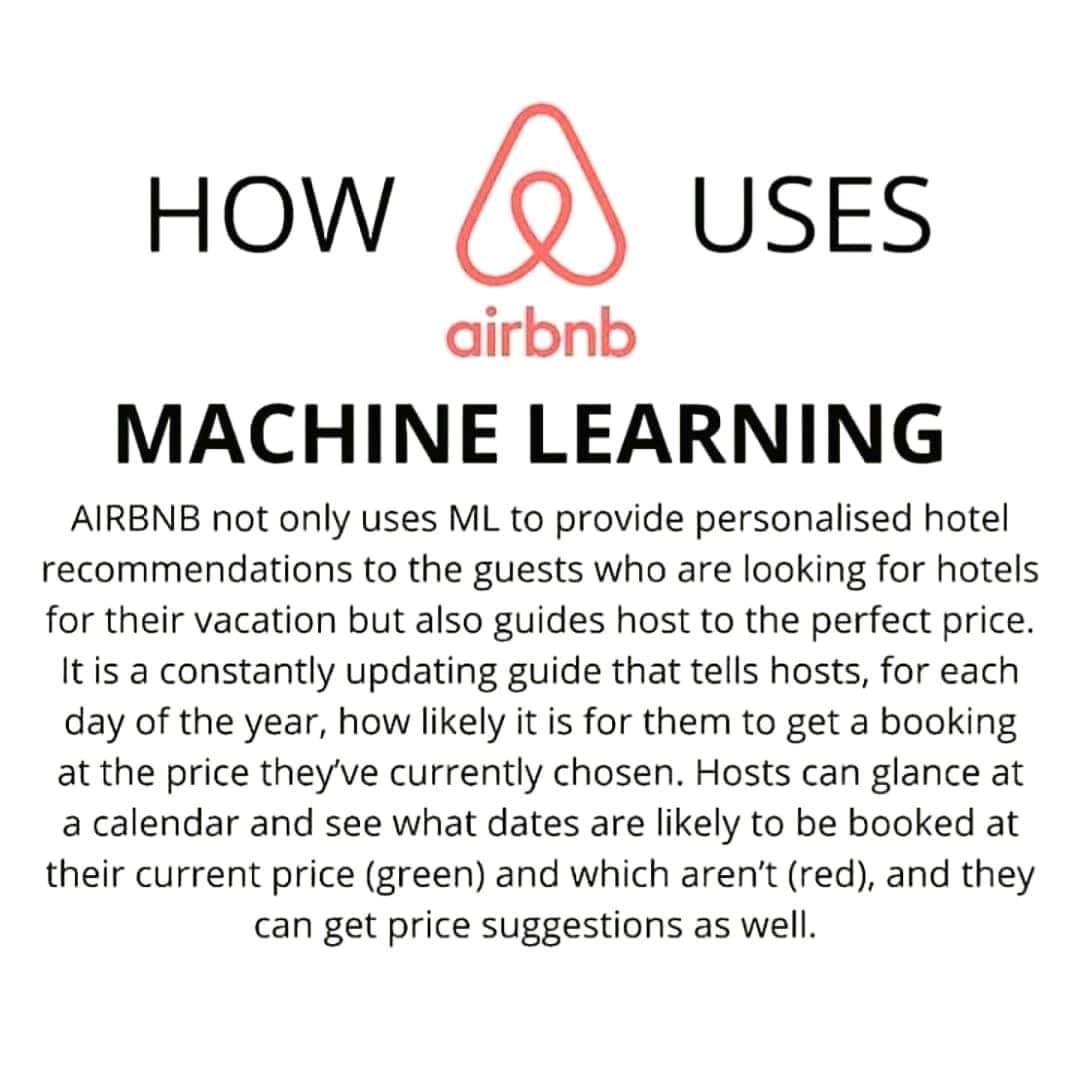 HOW airbnb USES
MACHINE LEARNING
AIRBNB not only uses ML to provide personalised hotel
recommendations to the guests who are looking for hotels
for their vacation but also guides host to the perfect price.
It is a constantly updating guide that tells hosts, for each
day of the year, how likely it is for them to get a booking
at the price they’ve currently chosen. Hosts can glance at
a calendar and see what dates are likely to be booked at
their current price (green) and which aren’t (red), and they
can get price suggestions as well.